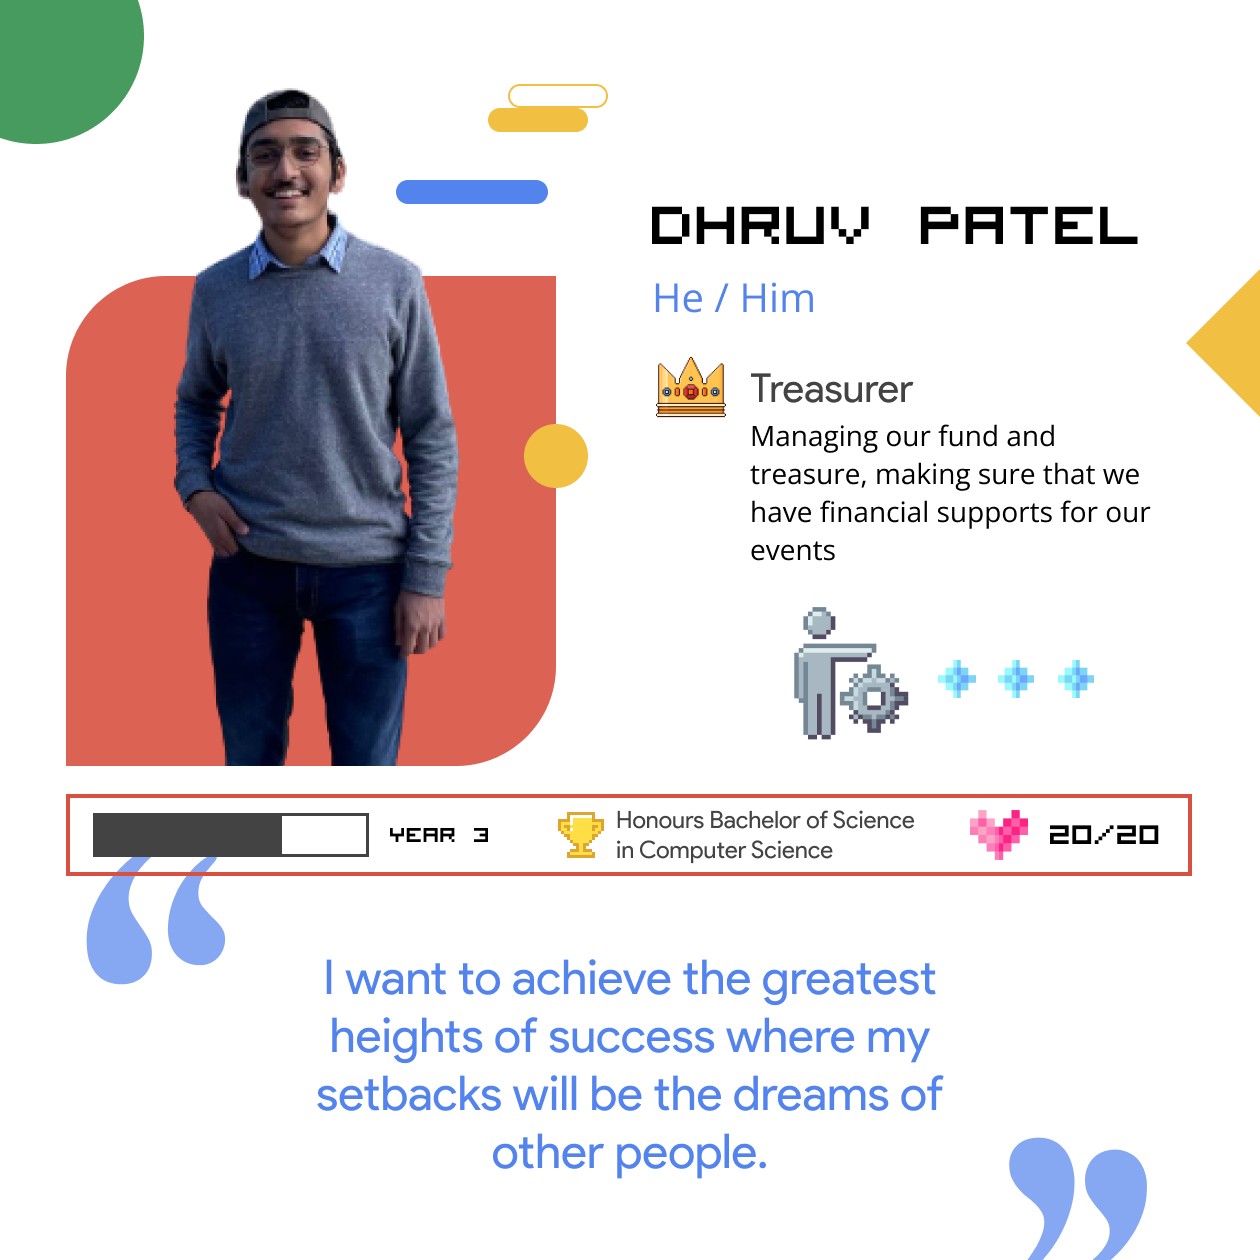 DHRUV PATEL
He / Him
Treasurer
Managing our fund and
treasure, making sure that we
have financial supports for our
events
YEAR 3
Honours Bachelor of Science
in Computer Science
20/20
“
I want to achieve the greatest
heights of success where my
setbacks will be the dreams of
other people.
”